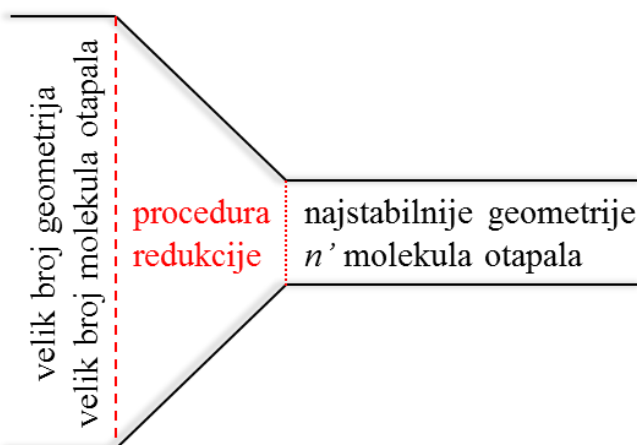 velik broj geometrija
velik broj molekula otapala
procedura
redukcije
najstabilnije geometrije
n’ molekula otapala